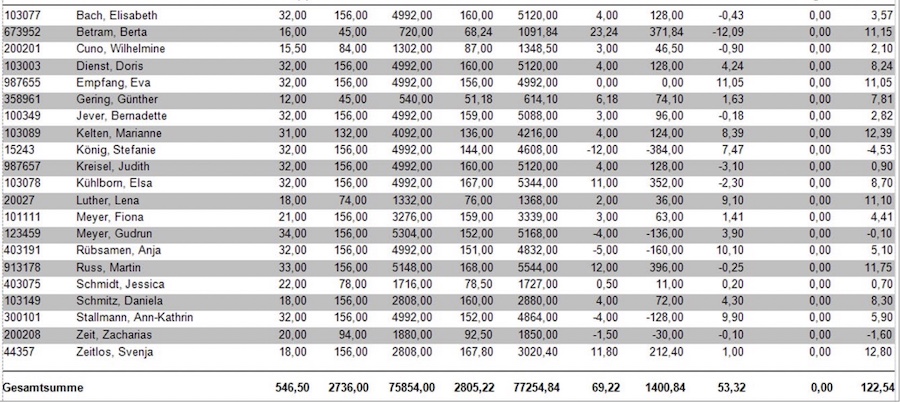 103077 Bach, Elisabeth 32,00 156,00 4992,00 160,00 5120,00 4,00 128,00 -0,43 0,00 3,57
673952 Betram, Berta 16,00 45,00 720,00 68,24 1091,84 23,24 371,84 -12,09 0,00 11,15
200201 Cuno, Wilhelmine 15,50 84,00 1302,00 87,00 1348,50 3,00 46,50 -0,90 0,00 2,10
103003 Dienst, Doris 32,00 156,00 4992,00 160,00 5120,00 4,00 128,00 4,24 0,00 8,24
987655 Empfang, Eva 32,00 156,00 4992,00 156,00 4992,00 0,00 0,00 11,05 0,00 11,05
358961 Gering, Günther 12,00 45,00 540,00 51,18 614,10 6,18 74,10 1,63 0,00 7,81
100349 Jever, Bernadette 32,00 156,00 4992,00 159,00 5088,00 3,00 96,00 -0,18 0,00 2,82
103089 Kelten, Marianne 31,00 132,00 4092,00 136,00 4216,00 4,00 124,00 8,39 0,00 12,39
15243 König, Stefanie 32,00 156,00 4992,00 144,00 4608,00 -12,00 -384,00 7,47 0,00 -4,53
987657 Kreisel, Judith 32,00 156,00 4992,00 160,00 5120,00 4,00 128,00 -3,10 0,00 0,90
103078 Kühlborn, Elsa 32,00 156,00 4992,00 167,00 5344,00 11,00 352,00 -2,30 0,00 8,70
20027 Luther, Lena 18,00 74,00 1332,00 76,00 1368,00 2,00 36,00 9,10 0,00 11,10
101111 Meyer, Fiona 21,00 156,00 3276,00 159,00 3339,00 3,00 63,00 1,41 0,00 4,41
123459 Meyer, Gudrun 34,00 156,00 5304,00 152,00 5168,00 -4,00 -136,00 3,90 0,00 -0,10
403191 Rübsamen, Anja 32,00 156,00 4992,00 151,00 4832,00 -5,00 -160,00 10,10 0,00 5,10
913178 Russ, Martin 33,00 156,00 5148,00 168,00 5544,00 12,00 396,00 -0,25 0,00 11,75
403075 Schmidt, Jessica 22,00 78,00 1716,00 78,50 1727,00 0,50 11,00 0,20 0,00 0,70
103149 Schmitz, Daniela 18,00 156,00 2808,00 160,00 2880,00 4,00 72,00 4,30 0,00 8,30
300101 Stallmann, Ann-Kathrin 32,00 156,00 4992,00 152,00 4864,00 -4,00 -128,00 9,90 0,00 5,90
200208 Zeit, Zacharias 20,00 94,00 1880,00 92,50 1850,00 -1,50 -30,00 -0,10 0,00 -1,60
44357 Zeitlos, Svenja 18,00 156,00 2808,00 167,80 3020,40 11,80 212,40 1,00 0,00 12,80
Gesamtsumme 546,50 2736,00 75854,00 2805,22 77254,84 69,22 1400,84 53,32 0,00 122,54